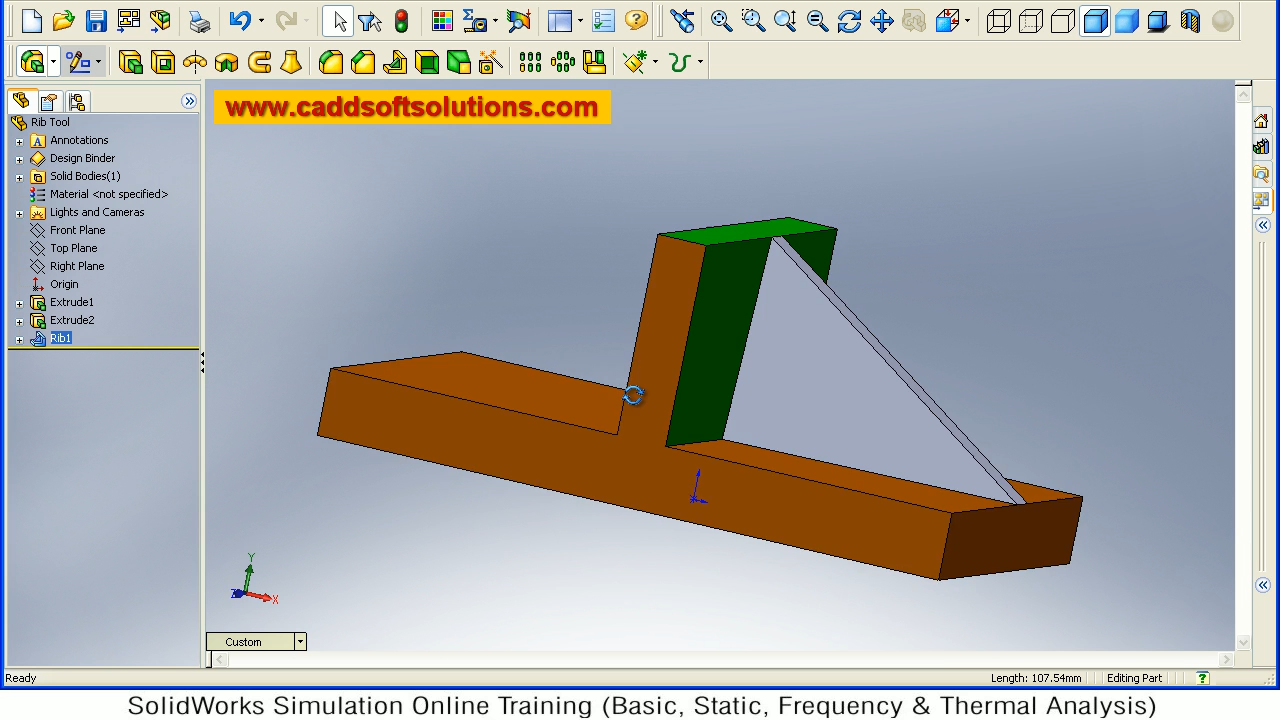 www.caddsoftsolutions.com
Rib Tool
Annotations
Design Binder
Solid Bodies(1)
Material <not specified>
Lights and Cameras
Front Plane
Top Plane
Right Plane
Origin
Extrude1
Extrude2
Rib1
Y
X
Z
Custom
Ready
Length: 107.54mm
Editing Part
SolidWorks Simulation Online Training (Basic, Static, Frequency & Thermal Analysis)